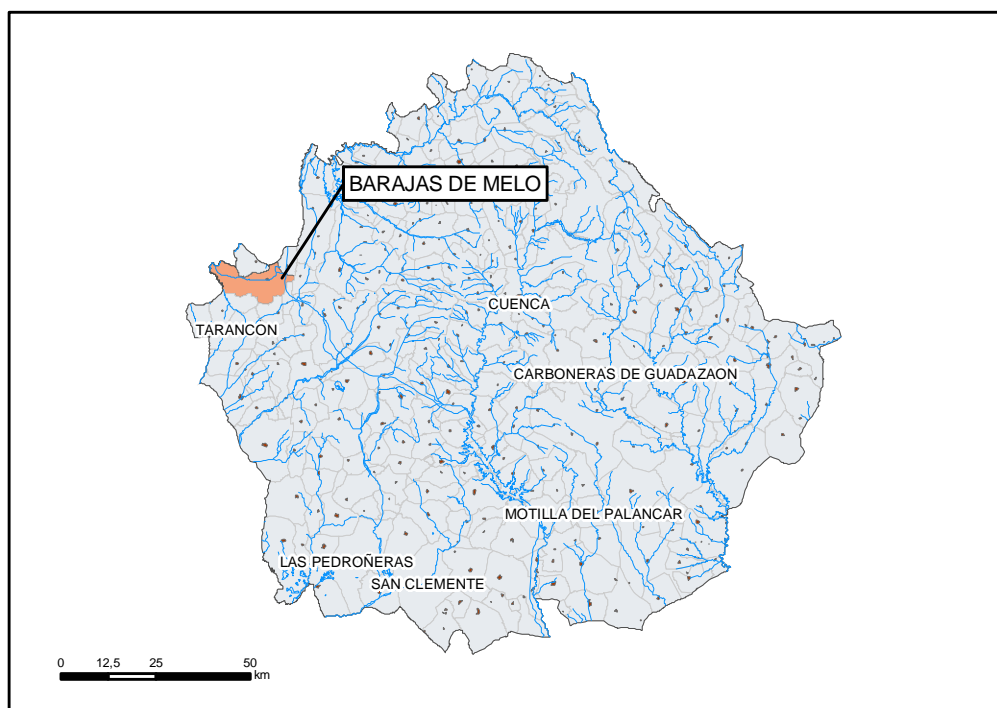 BARAJAS DE MELO
CUENCA
TARANCON
CARBONERAS DE GUADAZAON
MOTILLA DEL PALANCAR
LAS PEDROÑERAS
SAN CLEMENTE
0 12,5 25 50
km